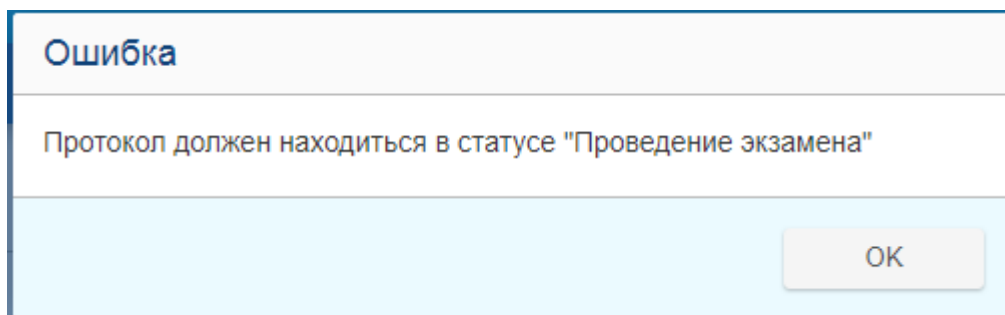 Ошибка
Протокол должен находиться в статусе "Проведение экзамена"
OK